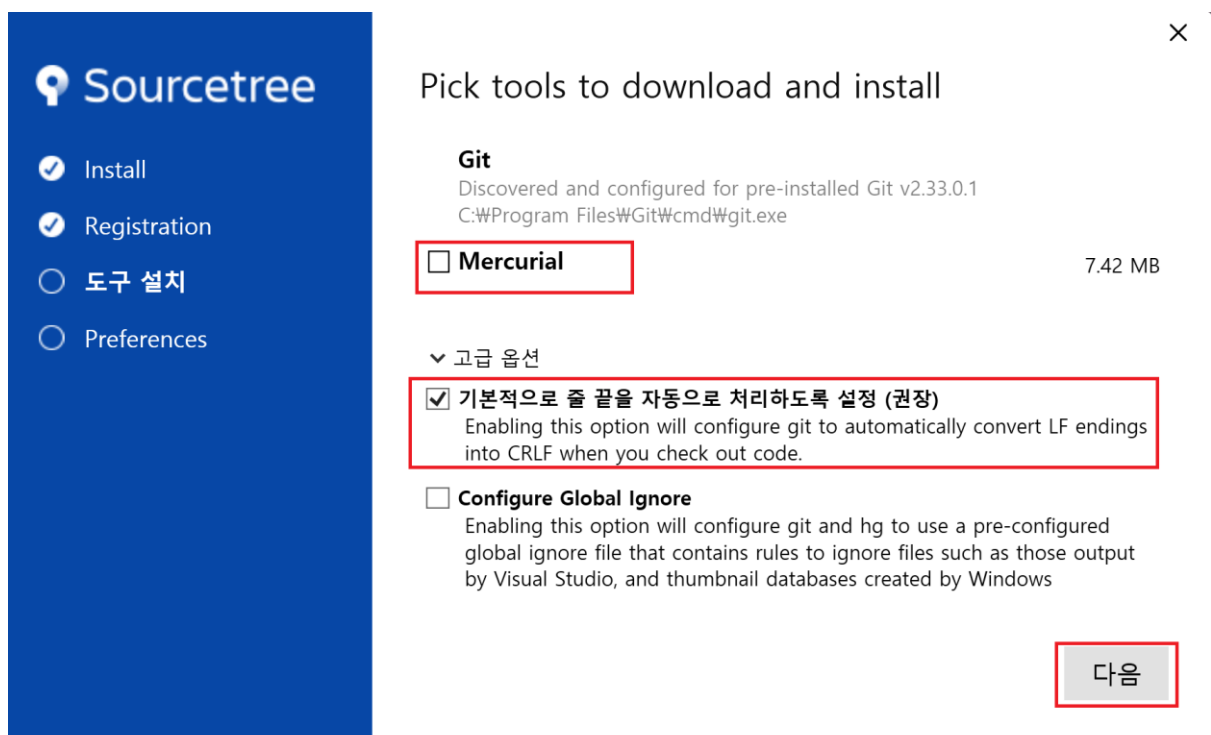 Sourcetree
Install
Registration
도구 설치
Preferences
Pick tools to download and install
Git
Discovered and configured for pre-installed Git v2.33.0.1
C:₩Program Files₩Git₩cmd₩git.exe
Mercurial 7.42 MB
고급 옵션
기본적으로 줄 끝을 자동으로 처리하도록 설정 (권장)
Enabling this option will configure git to automatically convert LF endings
into CRLF when you check out code.
Configure Global Ignore
Enabling this option will configure git and hg to use a pre-configured
global ignore file that contains rules to ignore files such as those output
by Visual Studio, and thumbnail databases created by Windows
다음